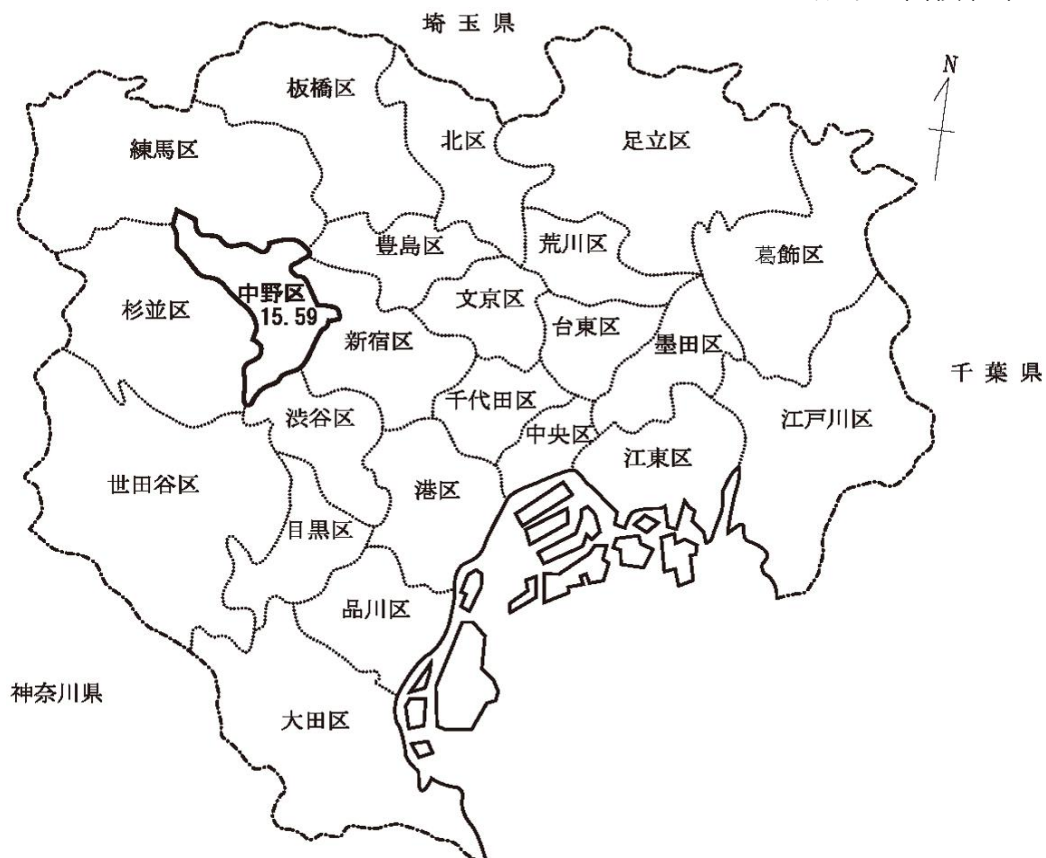 埼玉県
N
板橋区
北区
足立区
練馬区
豊島区
荒川区
葛飾区
中野区
15.59
文京区
杉並区
新宿区
台東区
墨田区
千葉県
千代田区
渋谷区
中央区
江戸川区
江東区
世田谷区
港区
目黒区
品川区
神奈川県
大田区